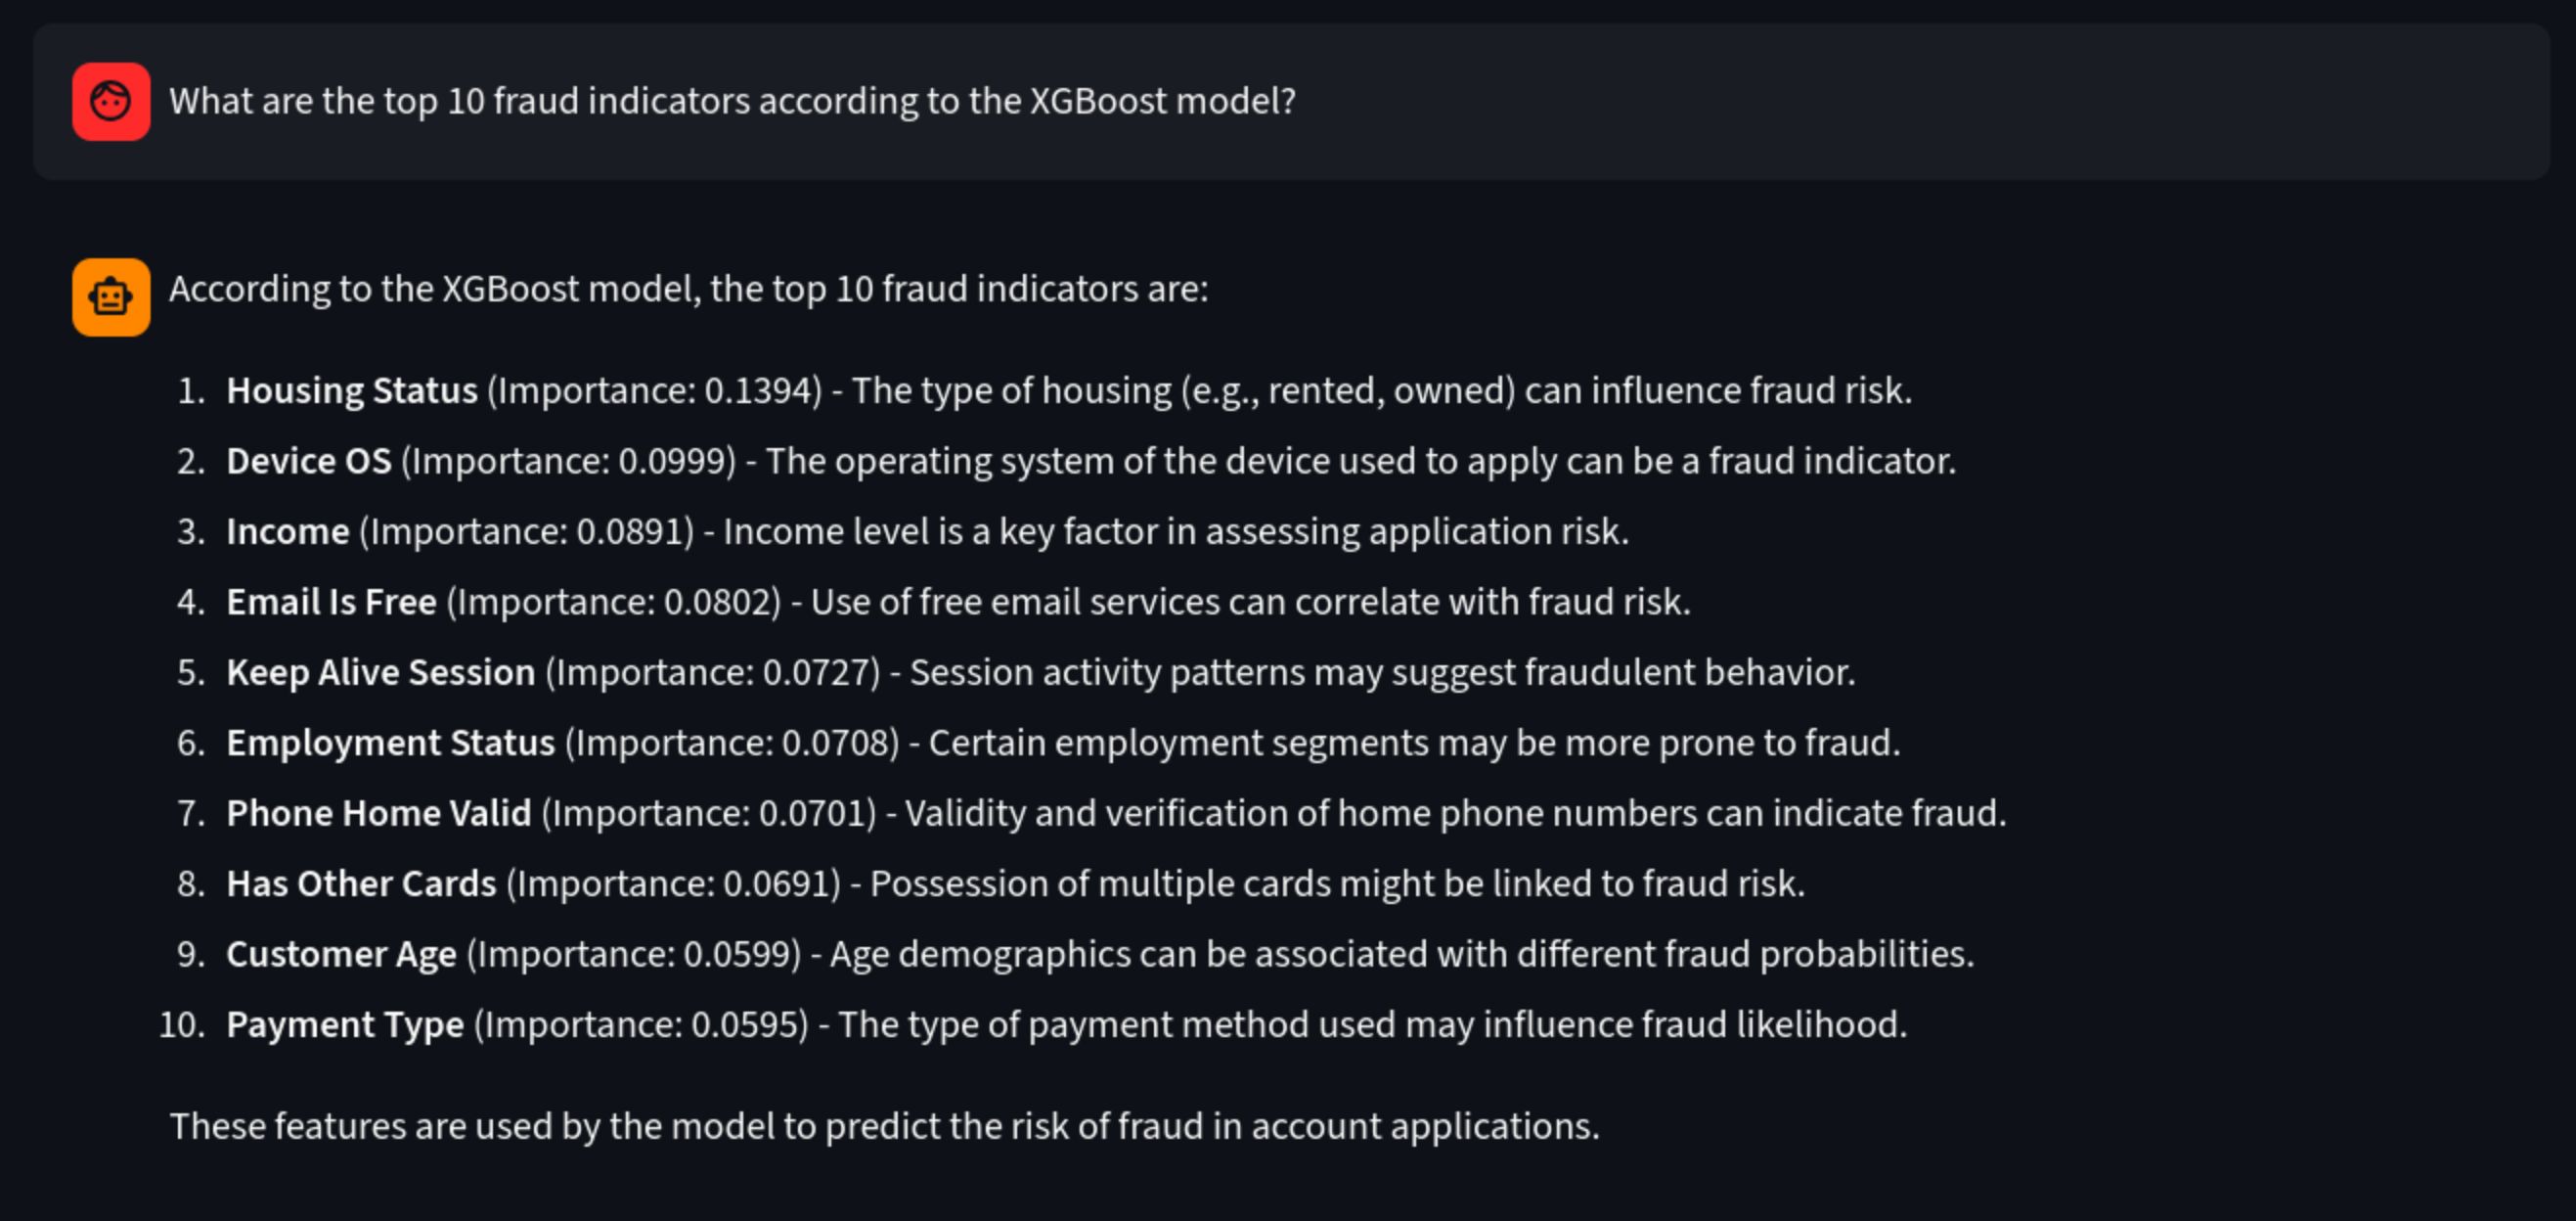 What are the top 10 fraud indicators according to the XGBoost model?
According to the XGBoost model, the top 10 fraud indicators are:
1. Housing Status (Importance: 0.1394) - The type of housing (e.g., rented, owned) can influence fraud risk.
2. Device OS (Importance: 0.0999) - The operating system of the device used to apply can be a fraud indicator.
3. Income (Importance: 0.0891) - Income level is a key factor in assessing application risk.
4. Email Is Free (Importance: 0.0802) - Use of free email services can correlate with fraud risk.
5. Keep Alive Session (Importance: 0.0727) - Session activity patterns may suggest fraudulent behavior.
6. Employment Status (Importance: 0.0708) - Certain employment segments may be more prone to fraud.
7. Phone Home Valid (Importance: 0.0701) - Validity and verification of home phone numbers can indicate fraud.
8. Has Other Cards (Importance: 0.0691) - Possession of multiple cards might be linked to fraud risk.
9. Customer Age (Importance: 0.0599) - Age demographics can be associated with different fraud probabilities.
10. Payment Type (Importance: 0.0595) - The type of payment method used may influence fraud likelihood.
These features are used by the model to predict the risk of fraud in account applications.